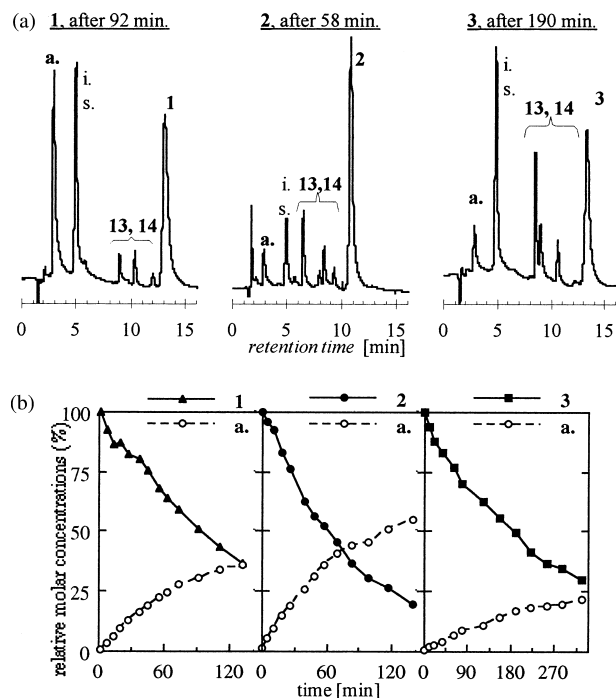 (a) 1, after 92 min. 2, after 58 min. 3, after 190 min.
a. i. s. 13, 14 1
a. i. s. 13,14 2
a. i. s. 13, 14 3
0 5 10 15 0 5 10 15 0 5 10 15
retention time [min]
(b) 1 2 3
a. a. a.
relative molar concentrations (%)
100
75
50
25
0
0 60 120 0 60 120 0 90 180 270
time [min]